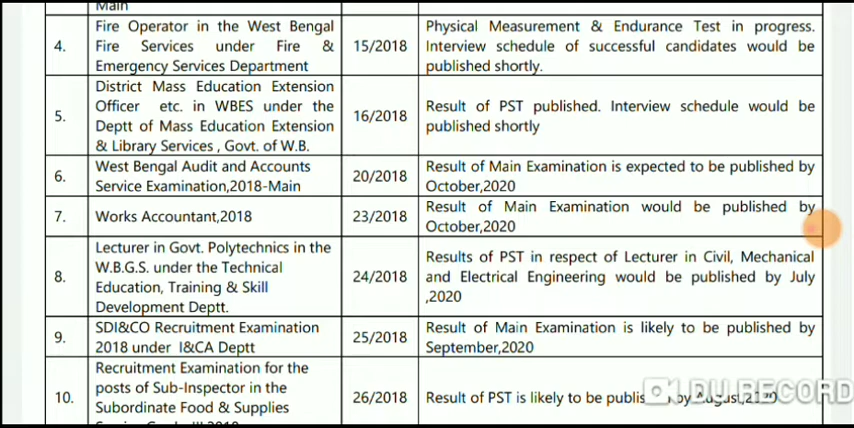 Main
4.
Fire Operator in the West Bengal
Fire Services under Fire &
Emergency Services Department
15/2018
Physical Measurement & Endurance Test in progress.
Interview schedule of successful candidates would be
published shortly.
5.
District Mass Education Extension
Officer etc. in WBES under the
Deptt of Mass Education Extension
& Library Services , Govt. of W.B.
16/2018
Result of PST published. Interview schedule would be
published shortly
6.
West Bengal Audit and Accounts
Service Examination,2018-Main
20/2018
Result of Main Examination is expected to be published by
October,2020
7.
Works Accountant,2018
23/2018
Result of Main Examination would be published by
October,2020
8.
Lecturer in Govt. Polytechnics in the
W.B.G.S. under the Technical
Education, Training & Skill
Development Deptt.
24/2018
Results of PST in respect of Lecturer in Civil, Mechanical
and Electrical Engineering would be published by July
,2020
9.
SDI&CO Recruitment Examination
2018 under I&CA Deptt
25/2018
Result of Main Examination is likely to be published by
September,2020
10.
Recruitment Examination for the
posts of Sub-Inspector in the
Subordinate Food & Supplies
26/2018
Result of PST is likely to be by August,2020
DU RECORD